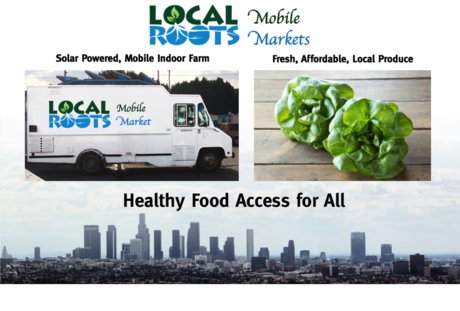 LOCAL Mobile
ROOTS Markets
Solar Powered, Mobile Indoor Farm
Fresh, Affordable, Local Produce
LOCAL Mobile
ROOTS Market
Healthy Food Access for All